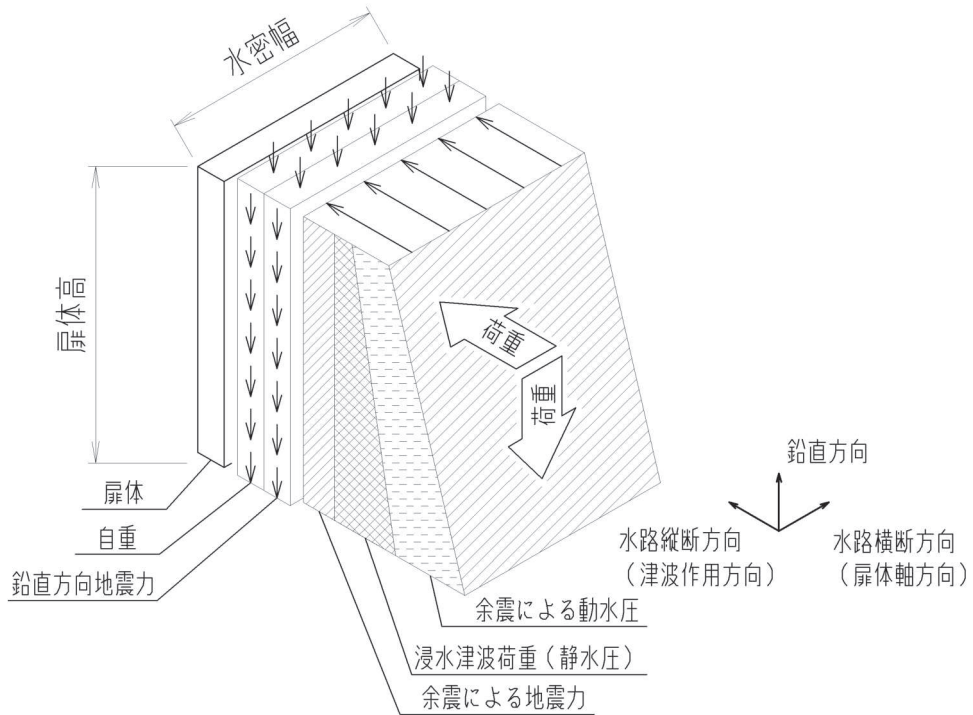 水密幅
扉体高
荷重
荷重
扉体
自重
鉛直方向地震力
余震による動水圧
浸水津波荷重（静水圧）
余震による地震力
鉛直方向
水路縦断方向
（津波作用方向）
水路横断方向
（扉体軸方向）